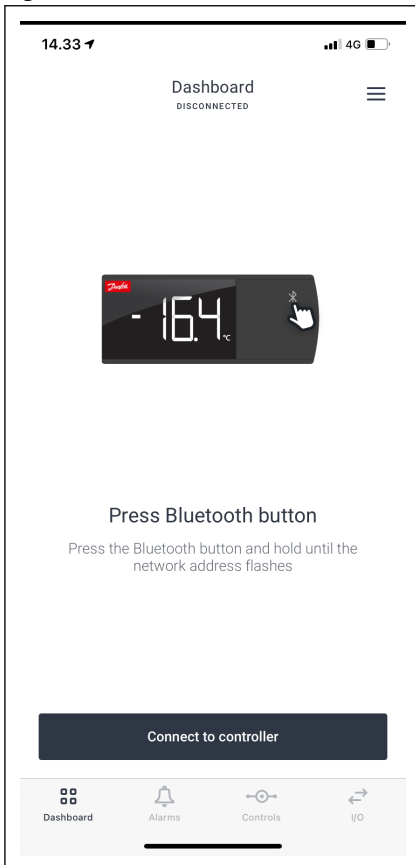 14.33
4G
Dashboard
DISCONNECTED
Danfoss
-16.4 °C
Press Bluetooth button
Press the Bluetooth button and hold until the
network address flashes
Connect to controller
Dashboard Alarms Controls I/O